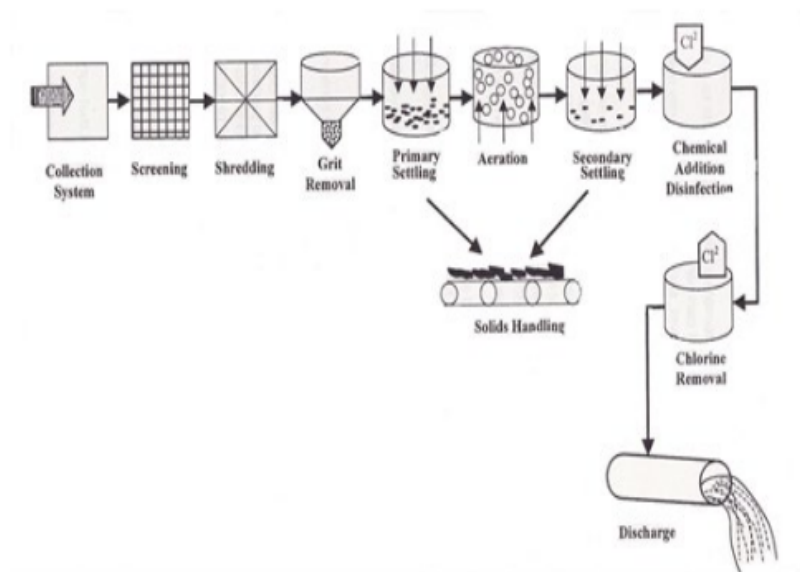 Cl²
Collection
System
Screening
Shredding
Grit
Removal
Primary
Settling
Aeration
Secondary
Settling
Chemical
Addition
Disinfection
Cl²
Solids Handling
Chlorine
Removal
Discharge